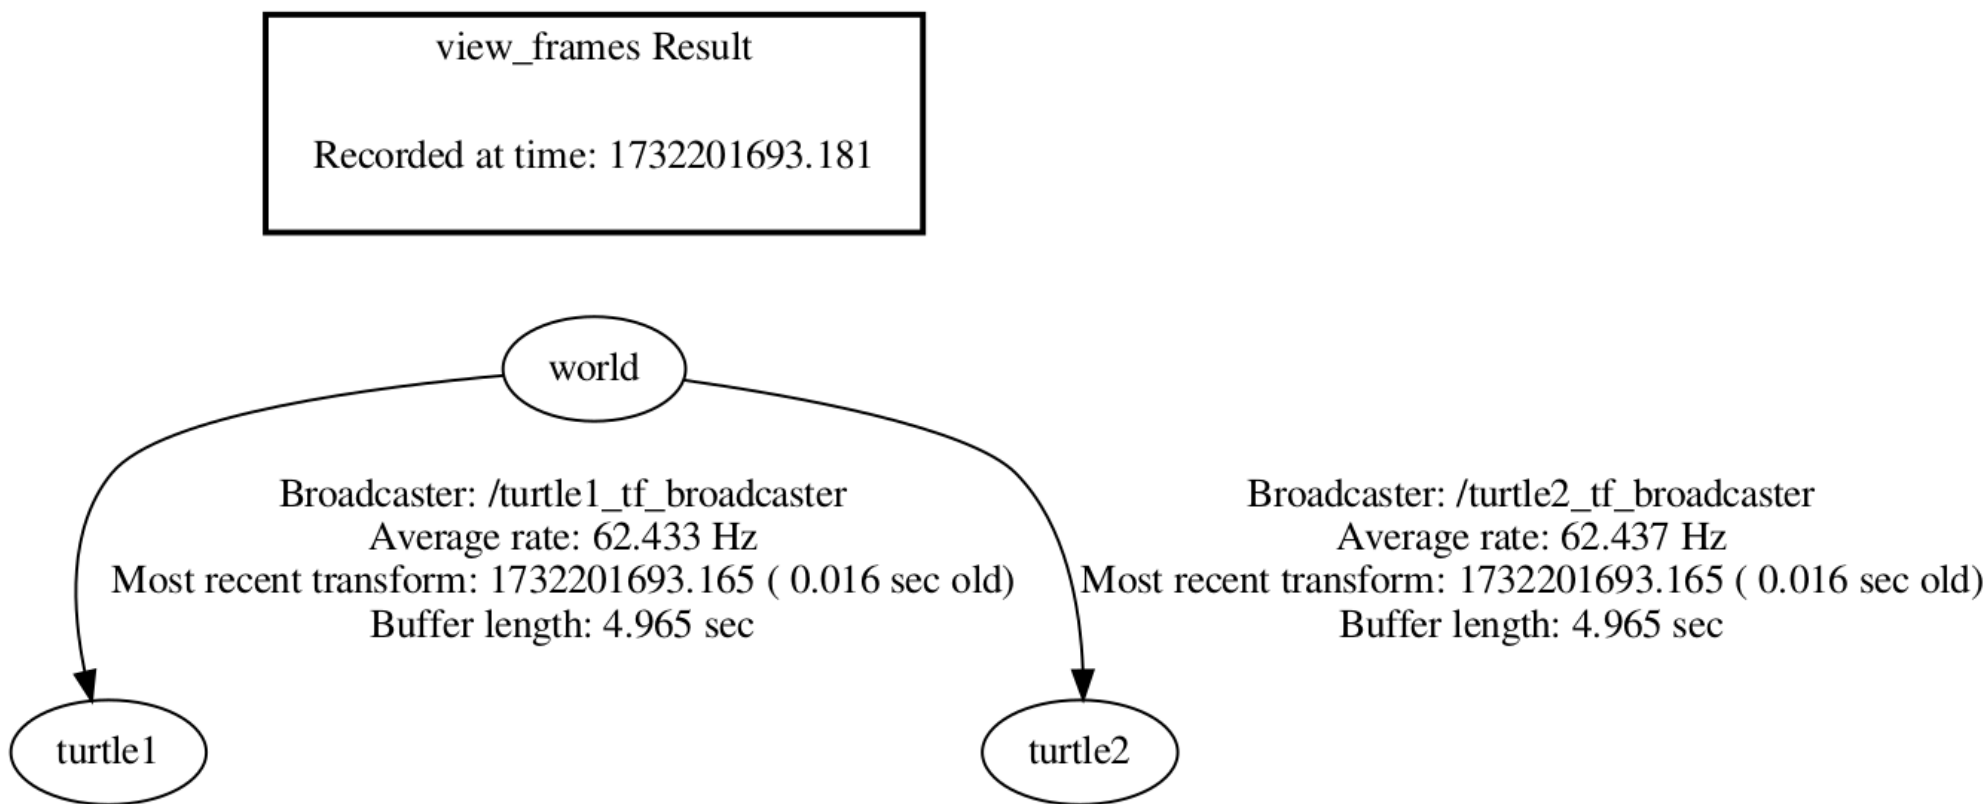 view_frames Result
Recorded at time: 1732201693.181
world
Broadcaster: /turtle1_tf_broadcaster
Average rate: 62.433 Hz
Most recent transform: 1732201693.165 ( 0.016 sec old)
Buffer length: 4.965 sec
Broadcaster: /turtle2_tf_broadcaster
Average rate: 62.437 Hz
Most recent transform: 1732201693.165 ( 0.016 sec old)
Buffer length: 4.965 sec
turtle1
turtle2